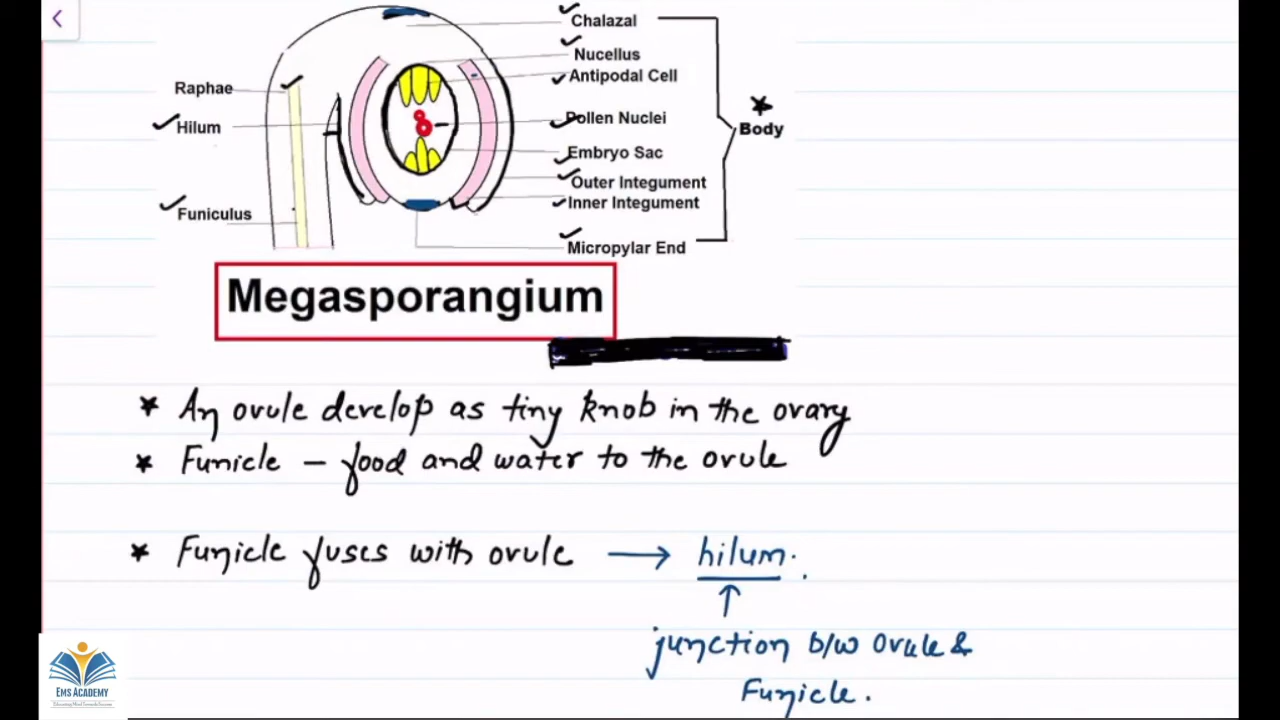 Chalazal
Nucellus
Antipodal Cell
Raphae
Pollen Nuclei
Hilum
Body
Embryo Sac
Outer Integument
Inner Integument
Funiculus
Micropylar End
Megasporangium
An ovule develop as tiny knob in the ovary
Funicle – food and water to the ovule
Funicle fuses with ovule → hilum.
junction b/w ovule &
Funicle.
EMS ACADEMY